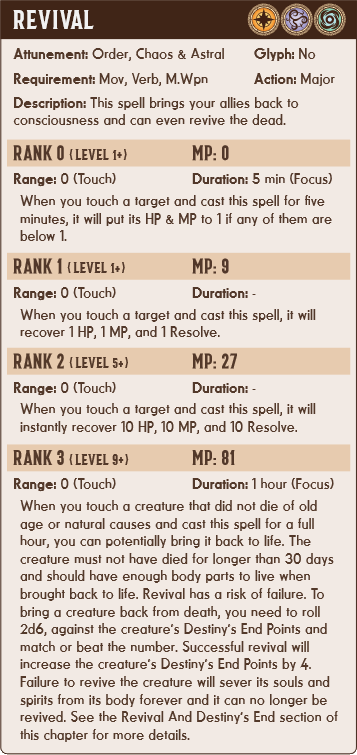 REVIVAL
Attunement: Order, Chaos & Astral Glyph: No
Requirement: Mov, Verb, M.Wpn Action: Major
Description: This spell brings your allies back to
consciousness and can even revive the dead.
RANK 0 (LEVEL 1+) MP: 0
Range: 0 (Touch) Duration: 5 min (Focus)
When you touch a target and cast this spell for five
minutes, it will put its HP & MP to 1 if any of them are
below 1.
RANK 1 (LEVEL 1+) MP: 9
Range: 0 (Touch) Duration: -
When you touch a target and cast this spell, it will
recover 1 HP, 1 MP, and 1 Resolve.
RANK 2 (LEVEL 5+) MP: 27
Range: 0 (Touch) Duration: -
When you touch a target and cast this spell, it will
instantly recover 10 HP, 10 MP, and 10 Resolve.
RANK 3 (LEVEL 9+) MP: 81
Range: 0 (Touch) Duration: 1 hour (Focus)
When you touch a creature that did not die of old
age or natural causes and cast this spell for a full
hour, you can potentially bring it back to life. The
creature must not have died for longer than 30 days
and should have enough body parts to live when
brought back to life. Revival has a risk of failure. To
bring a creature back from death, you need to roll
2d6, against the creature's Destiny's End Points and
match or beat the number. Successful revival will
increase the creature's Destiny's End Points by 4.
Failure to revive the creature will sever its souls and
spirits from its body forever and it can no longer be
revived. See the Revival And Destiny's End section of
this chapter for more details.